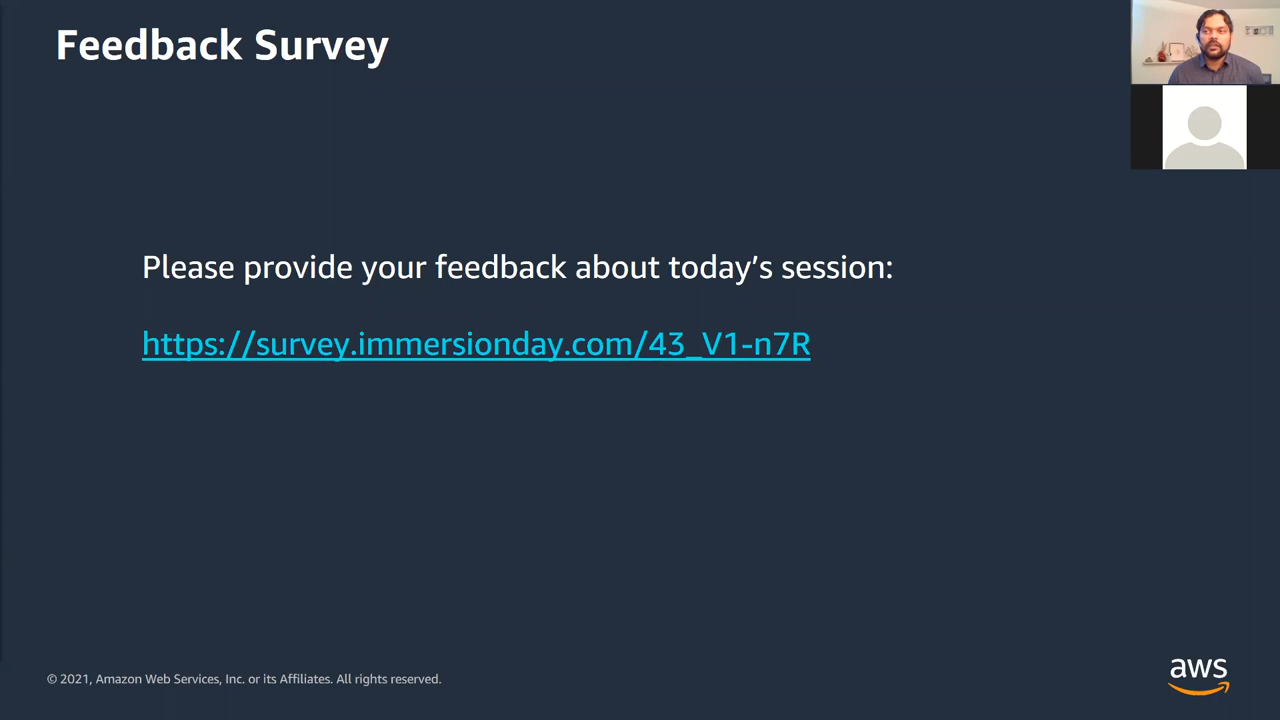 Feedback Survey
Please provide your feedback about today's session:
https://survey.immersionday.com/43_V1-n7R
© 2021, Amazon Web Services, Inc. or its Affiliates. All rights reserved.
aws